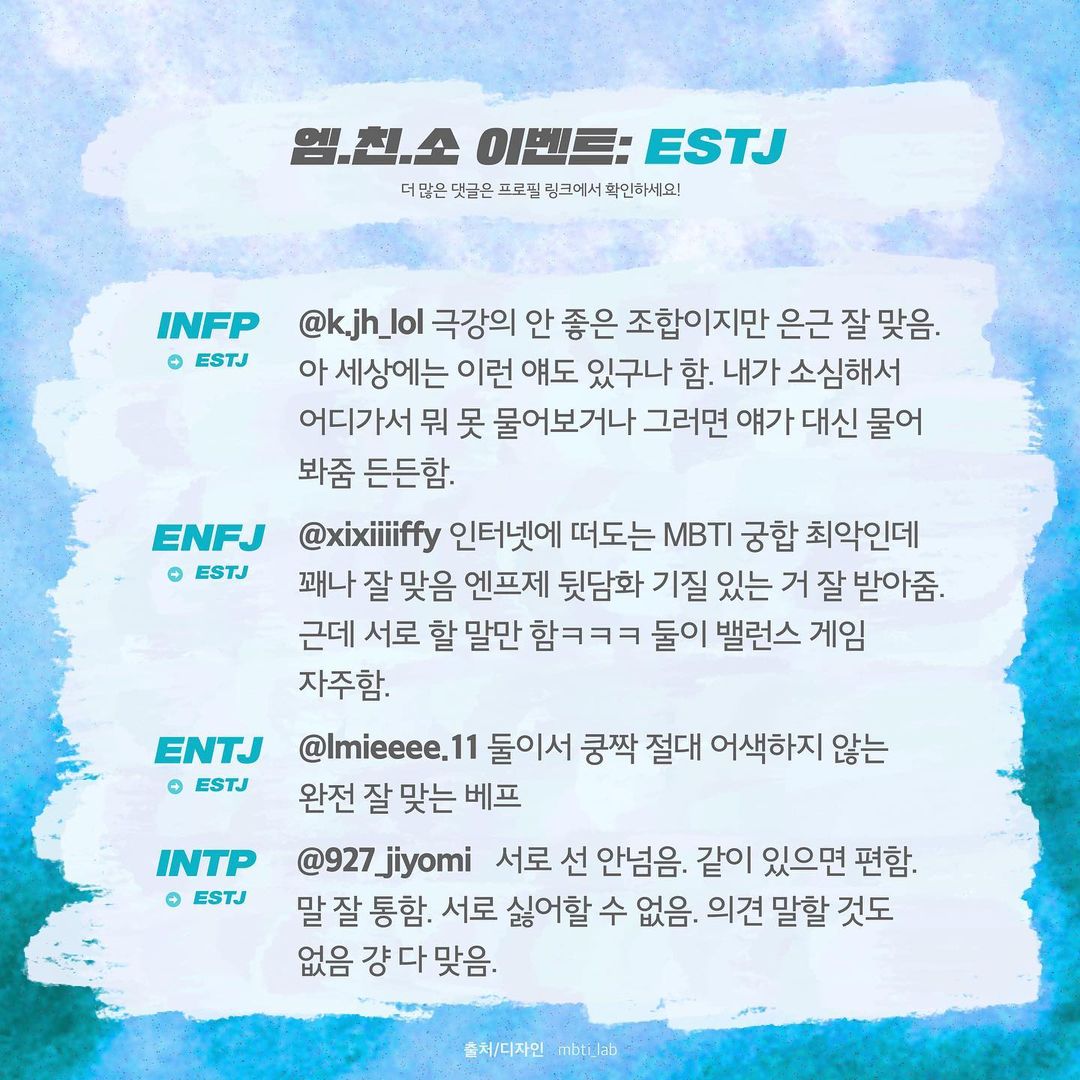 엠.친.소 이벤트: ESTJ
더 많은 댓글은 프로필 링크에서 확인하세요!
INFP
ESTJ
@k.jh_lol 극강의 안 좋은 조합이지만 은근 잘 맞음.
아 세상에는 이런 얘도 있구나 함. 내가 소심해서
어디가서 뭐 못 물어보거나 그러면 얘가 대신 물어
봐줌 든든함.
ENFJ
ESTJ
@xixiiiiffy 인터넷에 떠도는 MBTI 궁합 최악인데
꽤나 잘 맞음 엔프제 뒷담화 기질 있는 거 잘 받아줌.
근데 서로 할 말만 함ㅋㅋㅋ 둘이 밸런스 게임
자주함.
ENTJ
ESTJ
@lmieeee.11 둘이서 쿵짝 절대 어색하지 않는
완전 잘 맞는 베프
INTP
ESTJ
@927_jiyomi 서로 선 안넘음. 같이 있으면 편함.
말 잘 통함. 서로 싫어할 수 없음. 의견 말할 것도
없음 걍 다 맞음.
출처/디자인 mbti_lab